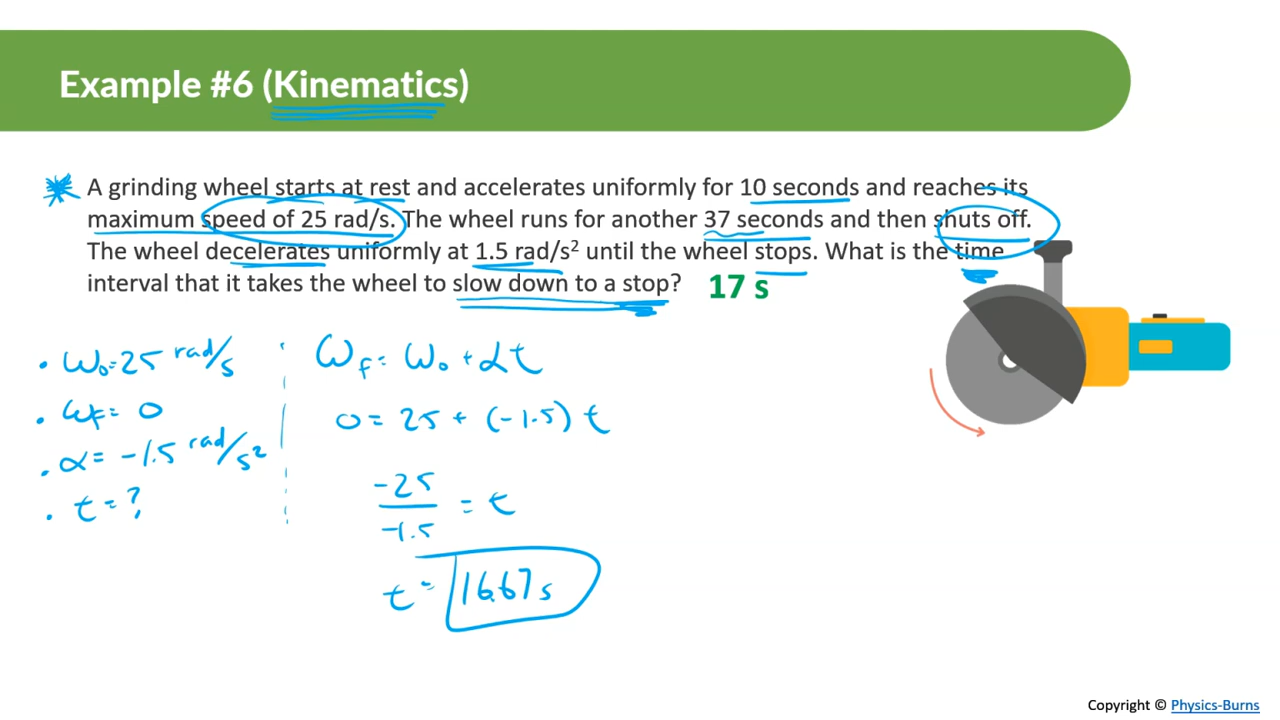 Example #6 (Kinematics)
A grinding wheel starts at rest and accelerates uniformly for 10 seconds and reaches its
maximum speed of 25 rad/s. The wheel runs for another 37 seconds and then shuts off.
The wheel decelerates uniformly at 1.5 rad/s² until the wheel stops. What is the time
interval that it takes the wheel to slow down to a stop? 17 s
• ω₀=25 rad/s
• ωf= 0
• α= -1.5 rad/s²
• t=?
ωf= ω₀ +αt
0= 25 + (-1.5) t
-25
/-1.5 = t
t= 16.67s
Copyright © Physics-Burns